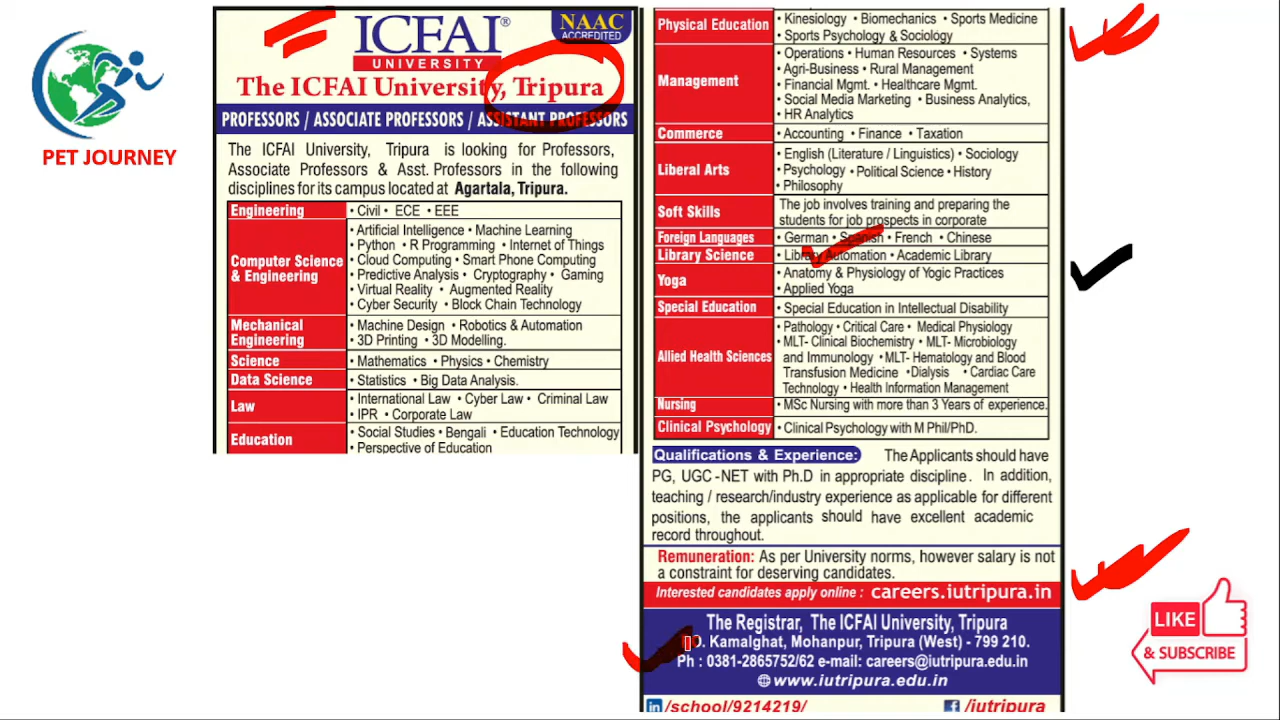 PET JOURNEY
ICFAI®
UNIVERSITY
NAAC
ACCREDITED
The ICFAI University, Tripura
PROFESSORS / ASSOCIATE PROFESSORS / ASSISTANT PROFESSORS
The ICFAI University, Tripura is looking for Professors,
Associate Professors & Asst. Professors in the following
disciplines for its campus located at Agartala, Tripura.
Engineering
• Civil • ECE • EEE
Computer Science
& Engineering
• Artificial Intelligence • Machine Learning
• Python • R Programming • Internet of Things
• Cloud Computing • Smart Phone Computing
• Predictive Analysis • Cryptography • Gaming
• Virtual Reality • Augmented Reality
• Cyber Security • Block Chain Technology
Mechanical
Engineering
• Machine Design • Robotics & Automation
• 3D Printing • 3D Modelling.
Science
• Mathematics • Physics • Chemistry
Data Science
• Statistics • Big Data Analysis.
Law
• International Law • Cyber Law • Criminal Law
• IPR • Corporate Law
Education
• Social Studies • Bengali • Education Technology
• Perspective of Education
Physical Education
• Kinesiology • Biomechanics • Sports Medicine
• Sports Psychology & Sociology
Management
• Operations • Human Resources • Systems
• Agri-Business • Rural Management
• Financial Mgmt. • Healthcare Mgmt.
• Social Media Marketing • Business Analytics,
• HR Analytics
Commerce
• Accounting • Finance • Taxation
Liberal Arts
• English (Literature / Linguistics) • Sociology
• Psychology • Political Science • History
• Philosophy
Soft Skills
The job involves training and preparing the
students for job prospects in corporate
Foreign Languages
• German • Spanish • French • Chinese
Library Science
• Library Automation • Academic Library
Yoga
• Anatomy & Physiology of Yogic Practices
• Applied Yoga
Special Education
• Special Education in Intellectual Disability
Allied Health Sciences
• Pathology • Critical Care • Medical Physiology
• MLT- Clinical Biochemistry • MLT- Microbiology
and Immunology • MLT- Hematology and Blood
Transfusion Medicine • Dialysis • Cardiac Care
Technology • Health Information Management
Nursing
• MSc Nursing with more than 3 Years of experience.
Clinical Psychology
• Clinical Psychology with M Phil/PhD.
Qualifications & Experience: The Applicants should have
PG, UGC -NET with Ph.D in appropriate discipline. In addition,
teaching / research/industry experience as applicable for different
positions, the applicants should have excellent academic
record throughout.
Remuneration: As per University norms, however salary is not
a constraint for deserving candidates.
Interested candidates apply online : careers.iutripura.in
The Registrar, The ICFAI University, Tripura
Kamalghat, Mohanpur, Tripura (West) - 799 210.
Ph : 0381-2865752/62 e-mail: careers@iutripura.edu.in
www.iutripura.edu.in
in /school/9214219/
f /iutripura
LIKE
& SUBSCRIBE